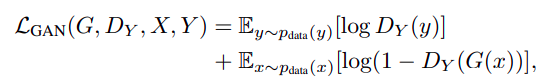 ℒ_GAN(G, D_Y, X, Y) = 𝔼_{y∼p_data(y)}[log D_Y(y)]
+ 𝔼_{x∼p_data(x)}[log(1 − D_Y(G(x))],